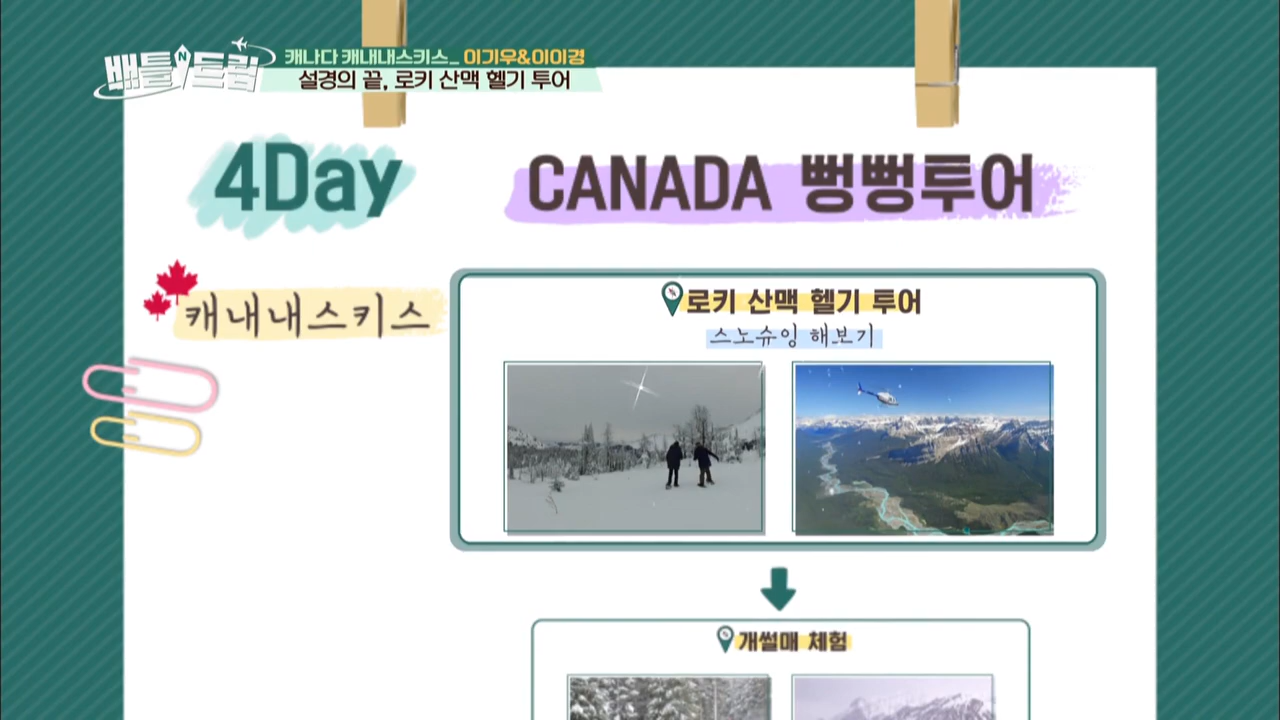 배틀트립
캐나다 캐내내스키스_ 이기우&이이경
설경의 끝, 로키 산맥 헬기 투어
4Day
CANADA 뻥뻥투어
캐내내스키스
로키 산맥 헬기 투어
스노슈잉 해보기
개썰매 체험